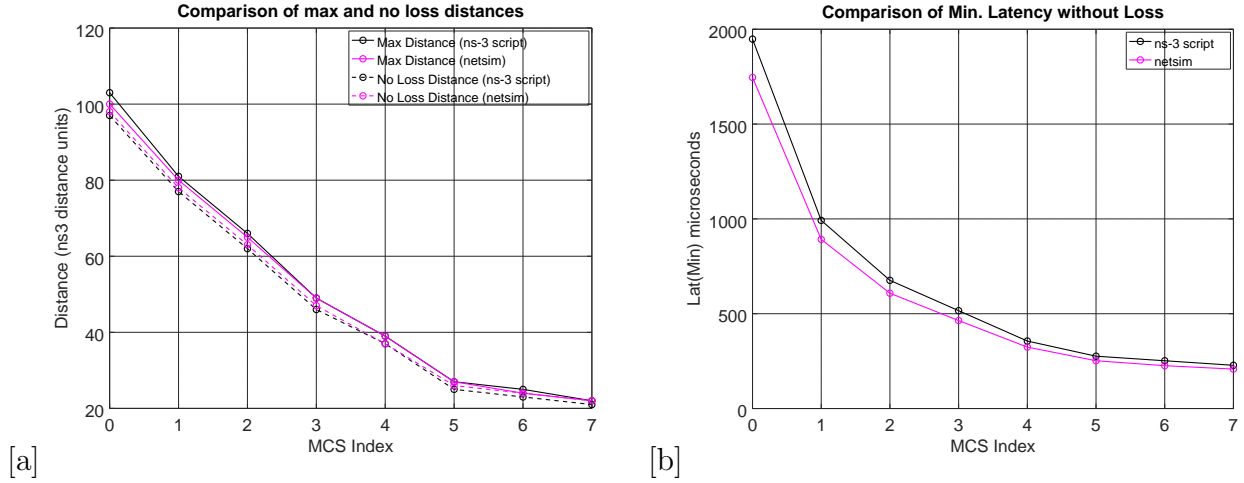 Comparison of max and no loss distances
120
100
80
60
40
20
Distance (ns3 distance units)
Max Distance (ns-3 script)
Max Distance (netsim)
No Loss Distance (ns-3 script)
No Loss Distance (netsim)
0 1 2 3 4 5 6 7
MCS Index
[a]
Comparison of Min. Latency without Loss
2000
1500
1000
500
0
Lat(Min) microseconds
ns-3 script
netsim
0 1 2 3 4 5 6 7
MCS Index
[b]